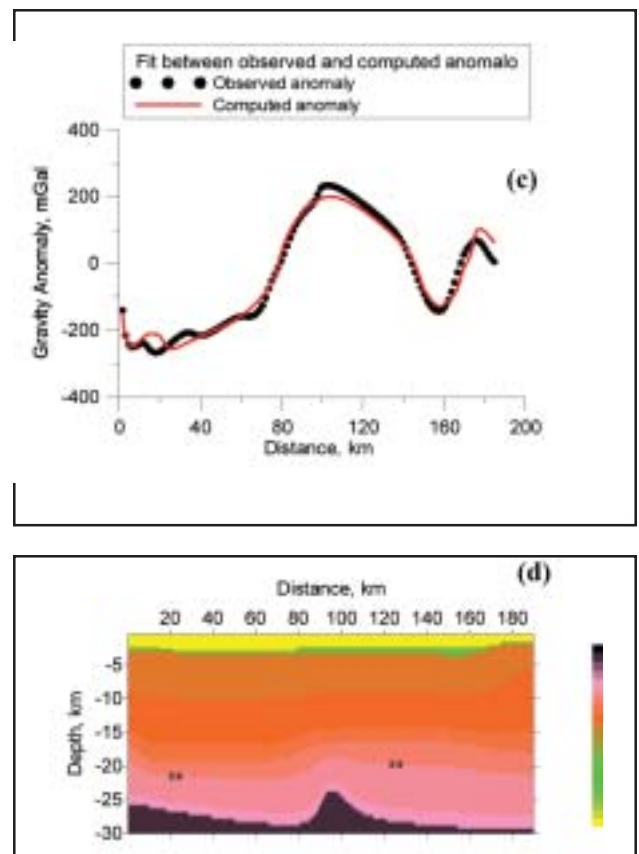 Fit between observed and computed anomalo
Observed anomaly
Computed anomaly
(c)
Gravity Anomaly, mGal
400
200
0
-200
-400
0 40 80 120 160 200
Distance, km
(d)
Distance, km
20 40 60 80 100 120 140 160 180
Depth, km
-5
-10
-15
-20
-25
-30